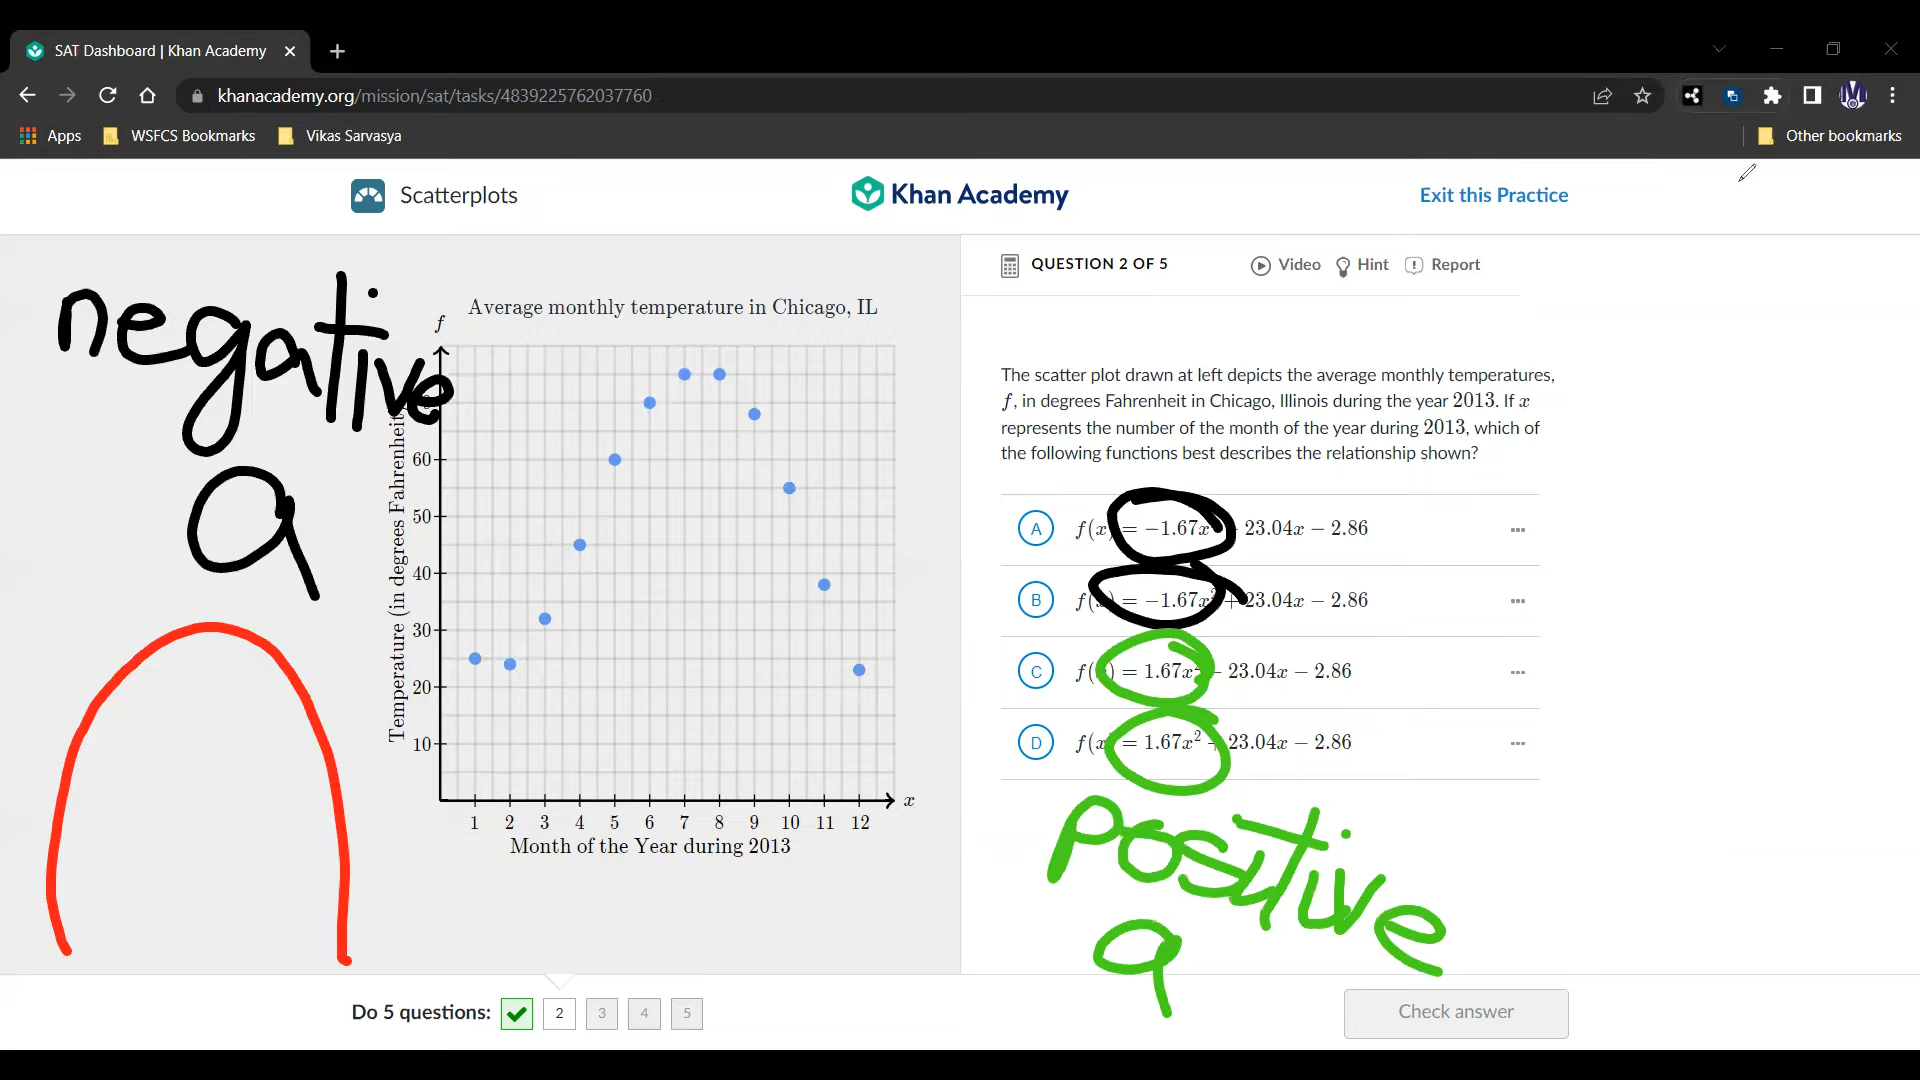 SAT Dashboard | Khan Academy
khanacademy.org/mission/sat/tasks/4839225762037760
Apps WSFCS Bookmarks Vikas Sarvasya Other bookmarks
Scatterplots
Khan Academy
Exit this Practice
negative
a
Average monthly temperature in Chicago, IL
f
Temperature (in degrees Fahrenheit)
60
50
40
30
20
10
x
1 2 3 4 5 6 7 8 9 10 11 12
Month of the Year during 2013
QUESTION 2 OF 5
Video Hint Report
The scatter plot drawn at left depicts the average monthly temperatures,
f, in degrees Fahrenheit in Chicago, Illinois during the year 2013. If x
represents the number of the month of the year during 2013, which of
the following functions best describes the relationship shown?
A f(x) = −1.67x² − 23.04x − 2.86
B f(x) = −1.67x² + 23.04x − 2.86
C f(x) = 1.67x² − 23.04x − 2.86
D f(x) = 1.67x² + 23.04x − 2.86
positive
a
Do 5 questions: 2 3 4 5
Check answer